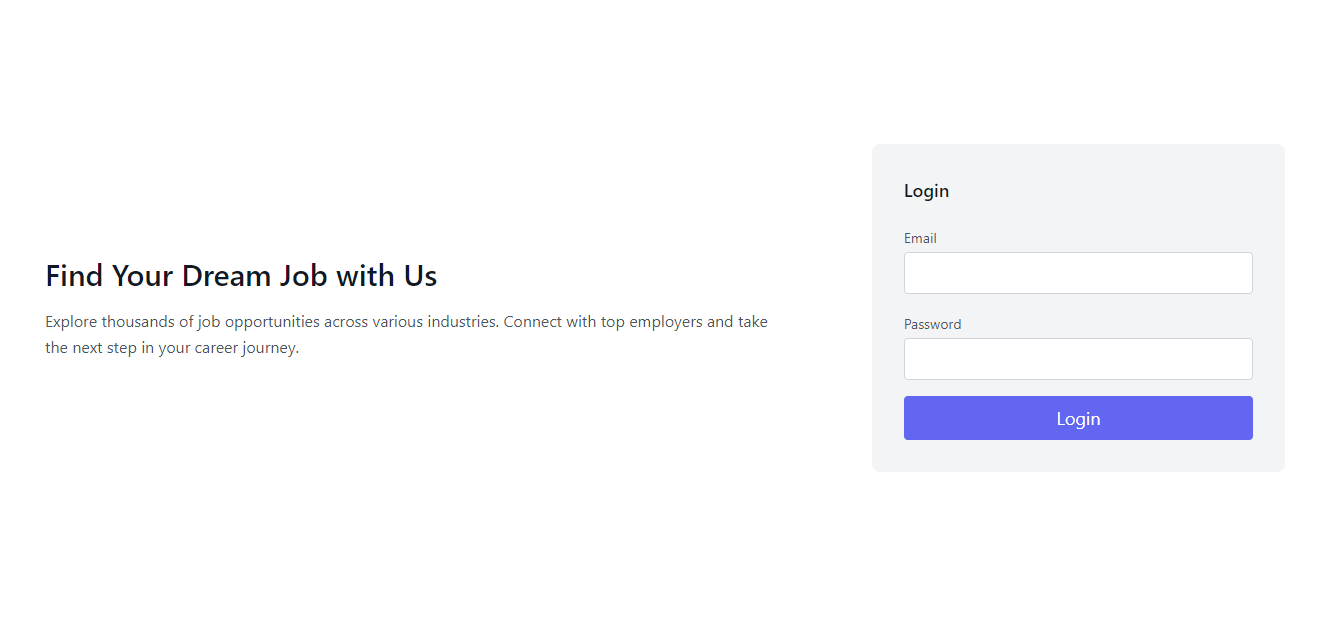 Find Your Dream Job with Us
Explore thousands of job opportunities across various industries. Connect with top employers and take
the next step in your career journey.
Login
Email
Password
Login